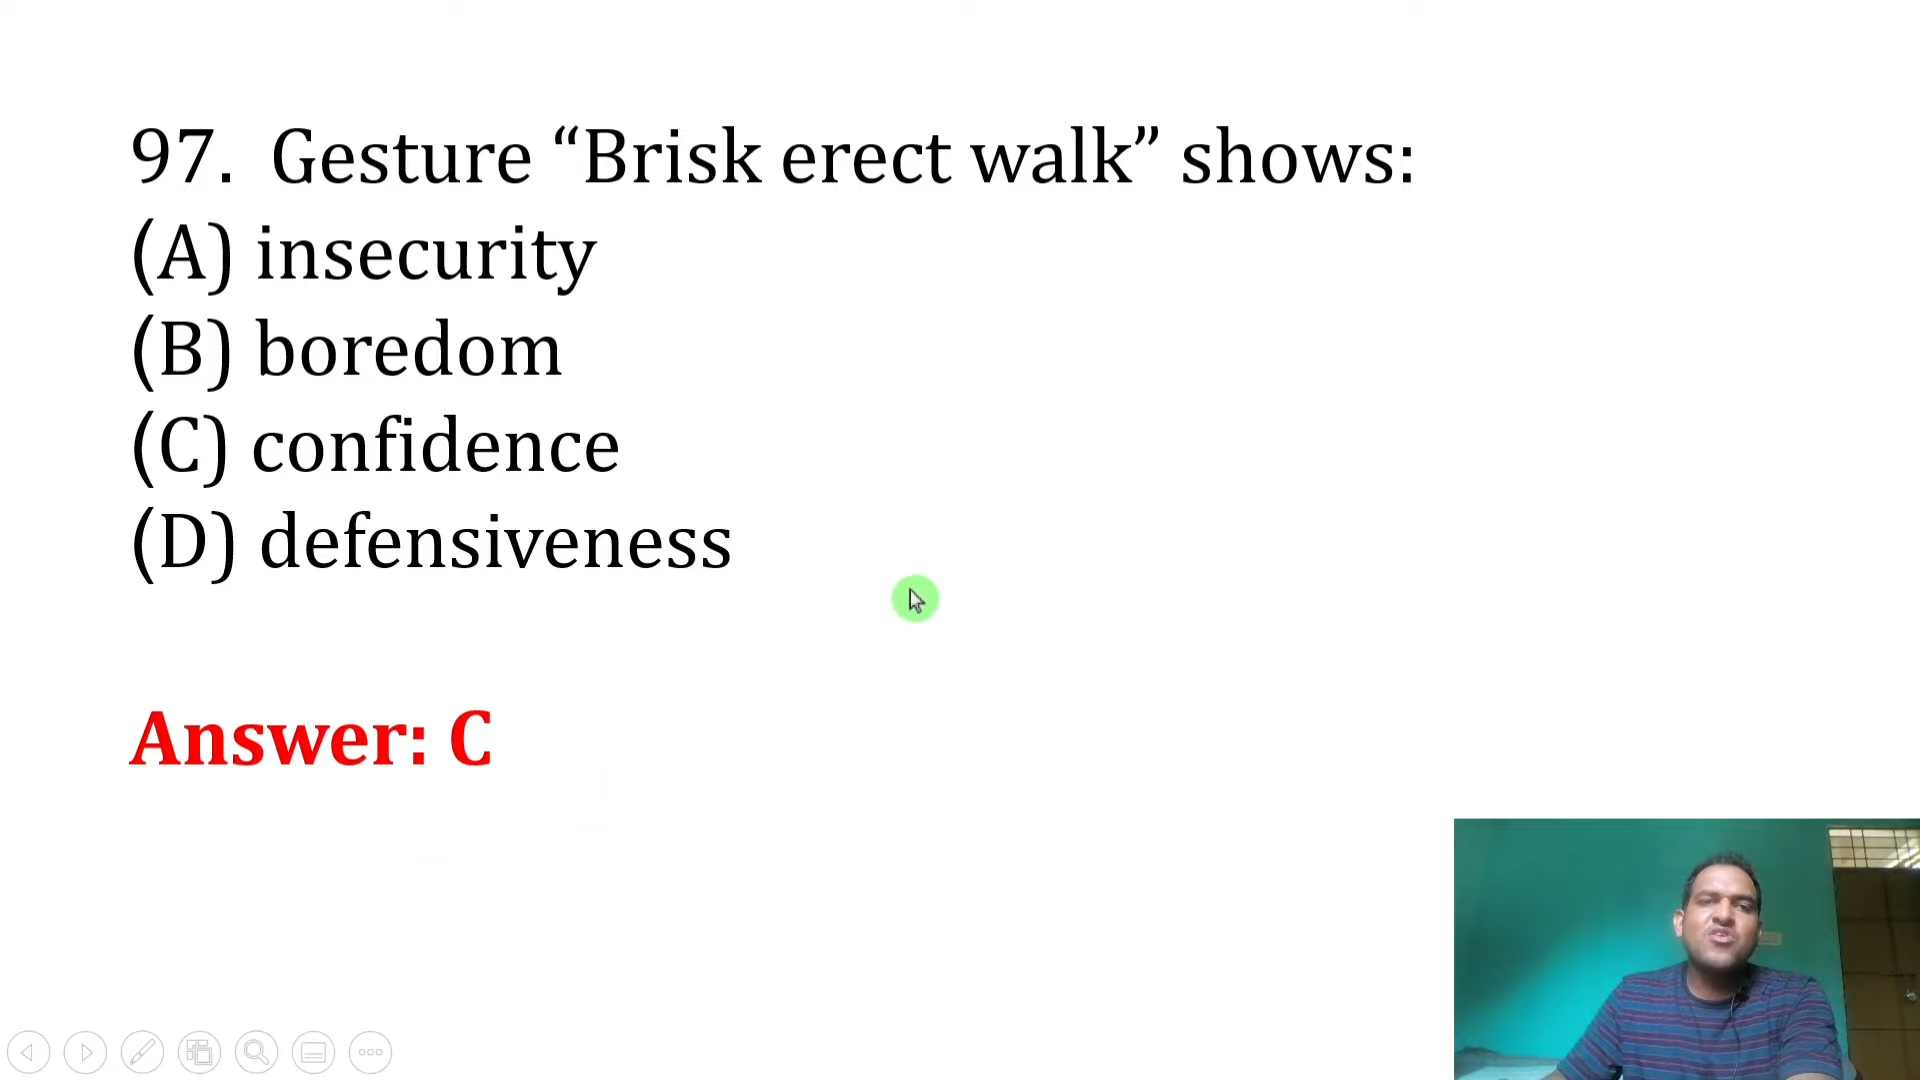 97. Gesture “Brisk erect walk” shows:
(A) insecurity
(B) boredom
(C) confidence
(D) defensiveness
Answer: C